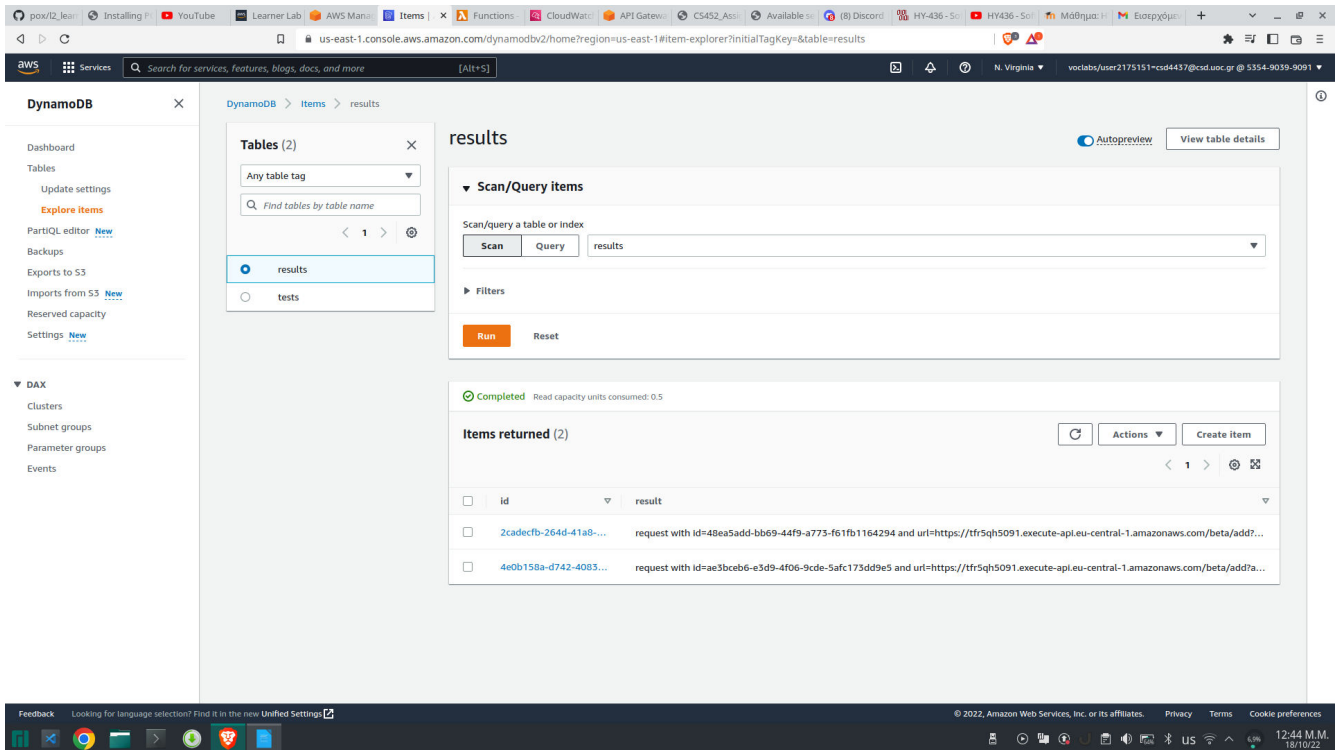 pox/l2_lear
Installing Fi
YouTube
Learner Lab
AWS Mana
Items |
Functions -
CloudWatc
API Gatewa
CS452_Assi
Available se
(8) Discord
HY-436 - So
HY436 - Sof
Μάθημα: H
Εισερχόμε
us-east-1.console.aws.amazon.com/dynamodbv2/home?region=us-east-1#item-explorer?initialTagKey=&table=results
aws
Services
Search for services, features, blogs, docs, and more
[Alt+S]
N. Virginia
voclabs/user2175151=csd4437@csd.uoc.gr @ 5354-9039-9091
DynamoDB
Dashboard
Tables
Update settings
Explore items
PartiQL editor New
Backups
Exports to S3
Imports from S3 New
Reserved capacity
Settings New
DAX
Clusters
Subnet groups
Parameter groups
Events
DynamoDB > Items > results
Tables (2)
Any table tag
Find tables by table name
1
results
tests
results
Autopreview
View table details
Scan/Query items
Scan/query a table or index
Scan
Query
results
Filters
Run
Reset
Completed Read capacity units consumed: 0.5
Items returned (2)
Actions
Create item
1
id
result
2cadecfb-264d-41a8-... request with id=48ea5add-bb69-44f9-a773-f61fb1164294 and url=https://tfr5qh5091.execute-api.eu-central-1.amazonaws.com/beta/add?...
4e0b158a-d742-4083... request with id=ae3bceb6-e3d9-4f06-9cde-5afc173dd9e5 and url=https://tfr5qh5091.execute-api.eu-central-1.amazonaws.com/beta/add?a...
Feedback
Looking for language selection? Find it in the new Unified Settings
© 2022, Amazon Web Services, Inc. or its affiliates.
Privacy
Terms
Cookie preferences
US
6,9%
12:44 Μ.Μ.
18/10/22